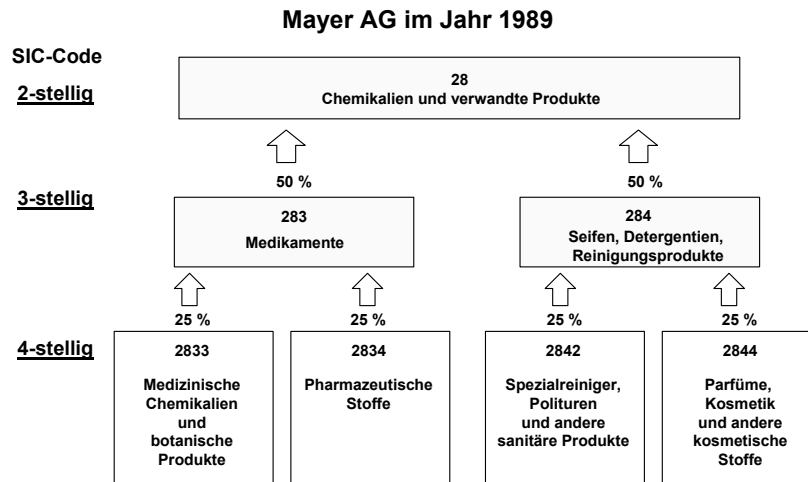 Mayer AG im Jahr 1989
SIC-Code
2-stellig
28
Chemikalien und verwandte Produkte
50 %
50 %
3-stellig
283
Medikamente
284
Seifen, Detergentien,
Reinigungsprodukte
25 %
25 %
25 %
25 %
4-stellig
2833
Medizinische
Chemikalien
und
botanische
Produkte
2834
Pharmazeutische
Stoffe
2842
Spezialreiniger,
Polituren
und andere
sanitäre Produkte
2844
Parfüme,
Kosmetik
und andere
kosmetische
Stoffe